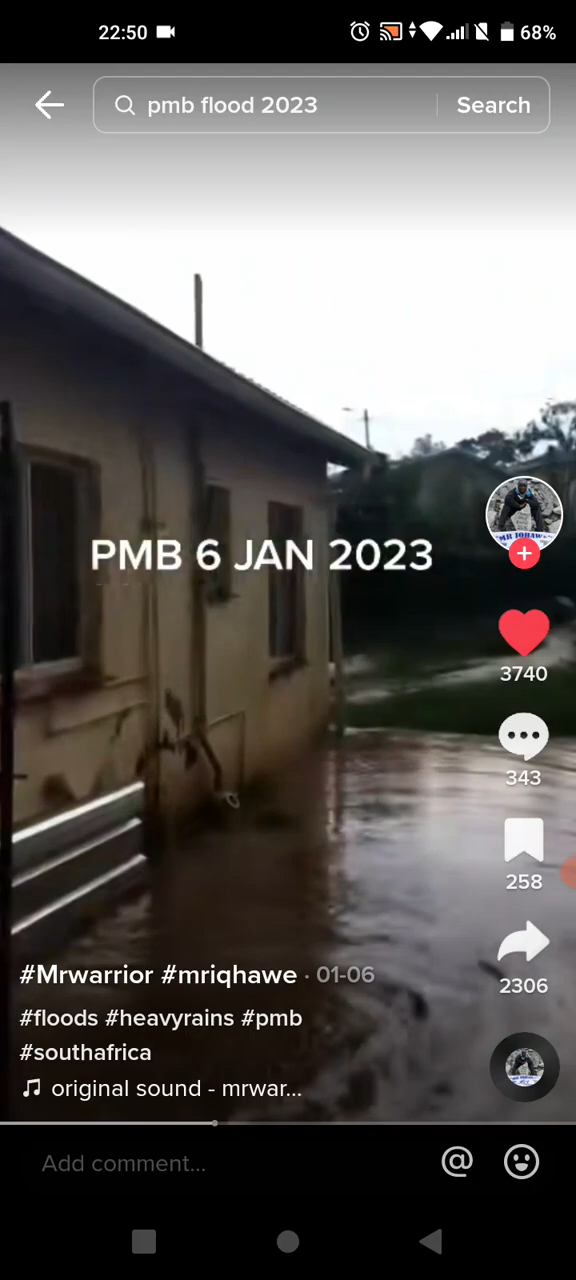 22:50
68%
pmb flood 2023
Search
PMB 6 JAN 2023
3740
343
258
2306
#Mrwarrior #mriqhawe · 01-06
#floods #heavyrains #pmb
#southafrica
original sound - mrwar...
Add comment...